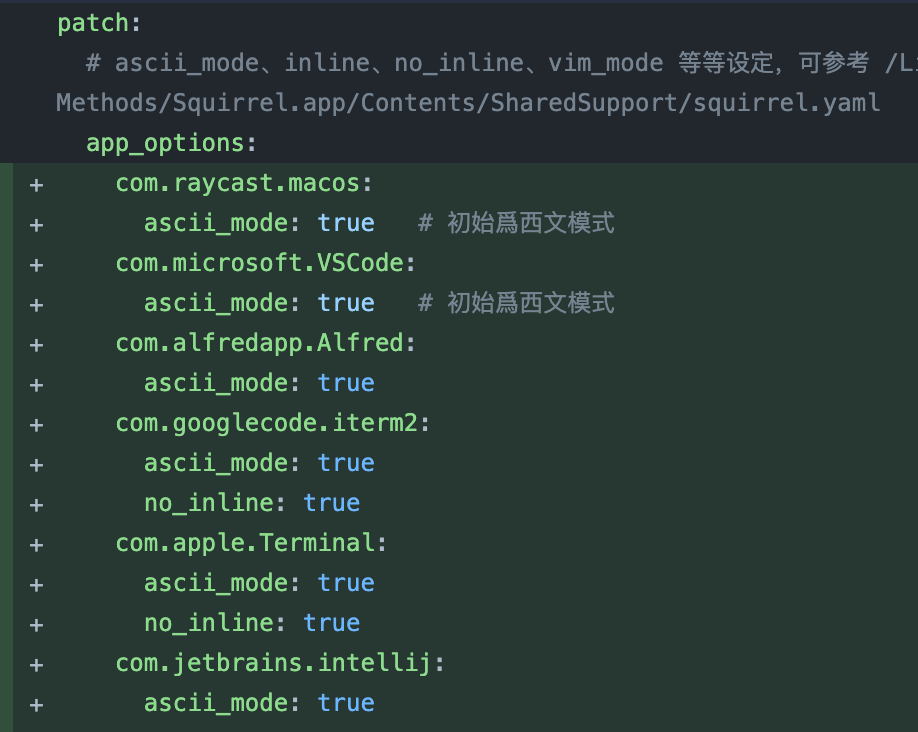 patch:
# ascii_mode、inline、no_inline、vim_mode 等等设定，可参考 /Li
Methods/Squirrel.app/Contents/SharedSupport/squirrel.yaml
app_options:
+ com.raycast.macos:
+ ascii_mode: true # 初始爲西文模式
+ com.microsoft.VSCode:
+ ascii_mode: true # 初始爲西文模式
+ com.alfredapp.Alfred:
+ ascii_mode: true
+ com.googlecode.iterm2:
+ ascii_mode: true
+ no_inline: true
+ com.apple.Terminal:
+ ascii_mode: true
+ no_inline: true
+ com.jetbrains.intellij:
+ ascii_mode: true